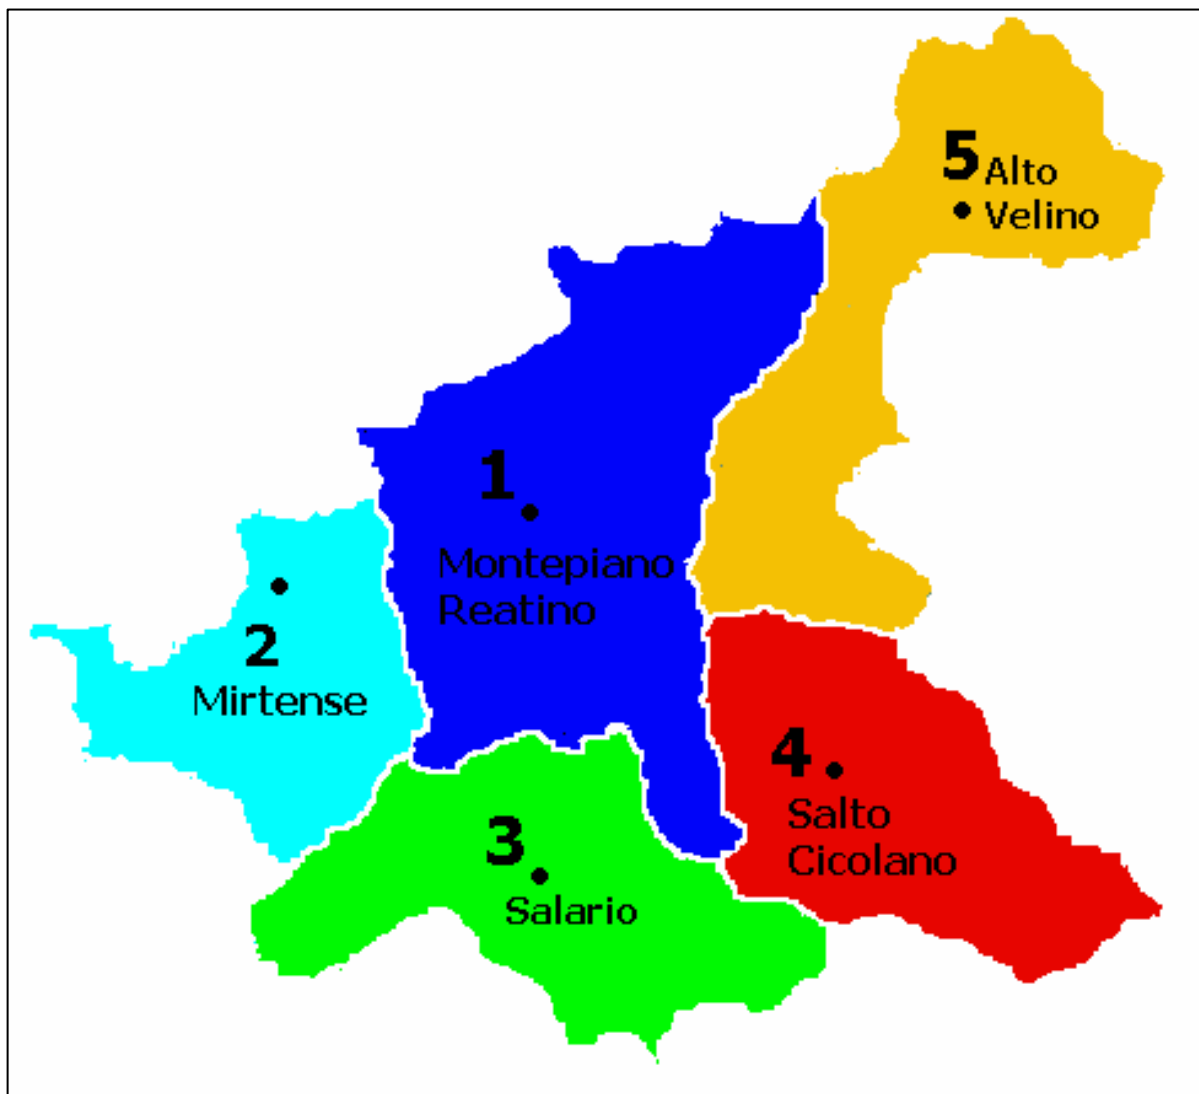 5 Alto
Velino
1
Montepiano
Reatino
2
Mirtense
4
Salto
Cicolano
3
Salario